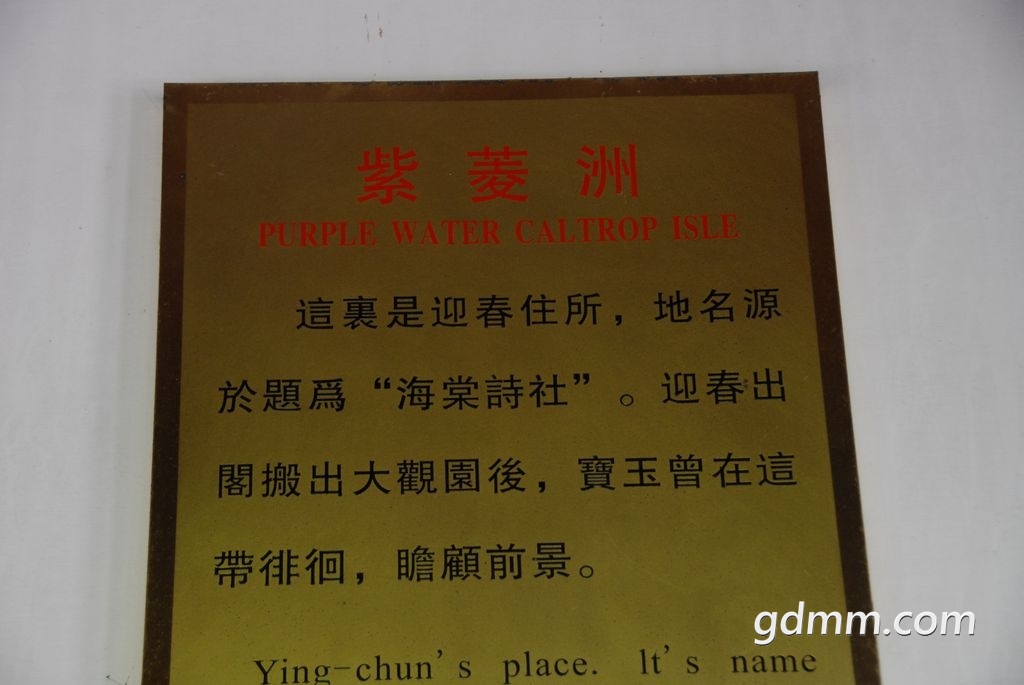 紫菱洲
PURPLE WATER CALTROP ISLE
這裏是迎春住所，地名源
於題爲“海棠詩社”。迎春出
閣搬出大觀園後，寶玉曾在這
帶徘徊，瞻顧前景。
Ying-chun's place. lt's name
gdmm.com